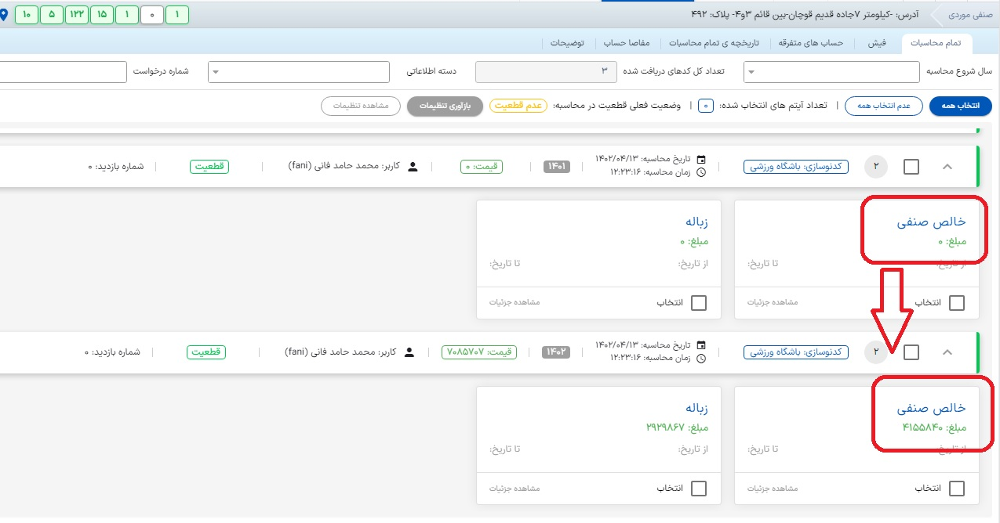 صنفی موردی
آدرس: -کیلومتر ۷جاده قدیم قوچان-بین قائم ۳و۴- پلاک: ۴۹۲
۱
۰
۱
۱۵
۱۲۲
۵
۱۰
تمام محاسبات
فیش
حساب های متفرقه
تاریخچه ی تمام محاسبات
مفاصا حساب
توضیحات
سال شروع محاسبه
تعداد کل کدهای دریافت شده ۳
دسته اطلاعاتی
شماره درخواست
انتخاب همه
عدم انتخاب همه
| تعداد آیتم های انتخاب شده: ۰
| وضعیت فعلی قطعیت در محاسبه: عدم قطعیت
بازآوری تنظیمات
مشاهده تنظیمات
۲
کدنوسازی: باشگاه ورزشی
تاریخ محاسبه: ۱۴۰۲/۰۴/۱۳
زمان محاسبه: ۱۲:۲۳:۱۶
۱۴۰۱
قیمت: ۰
کاربر: محمد حامد فانی (fani)
قطعیت
شماره بازدید: ۰
خالص صنفی
مبلغ: ۰
از تاریخ:
تا تاریخ:
انتخاب
مشاهده جزئیات
زباله
مبلغ: ۰
از تاریخ:
تا تاریخ:
انتخاب
مشاهده جزئیات
۲
کدنوسازی: باشگاه ورزشی
تاریخ محاسبه: ۱۴۰۲/۰۴/۱۳
زمان محاسبه: ۱۲:۲۳:۱۶
۱۴۰۲
قیمت: ۷۰۸۵۷۰۷
کاربر: محمد حامد فانی (fani)
قطعیت
شماره بازدید: ۰
خالص صنفی
مبلغ: ۴۱۵۵۸۴۰
از تاریخ:
تا تاریخ:
انتخاب
مشاهده جزئیات
زباله
مبلغ: ۲۹۲۹۸۶۷
از تاریخ:
تا تاریخ:
انتخاب
مشاهده جزئیات